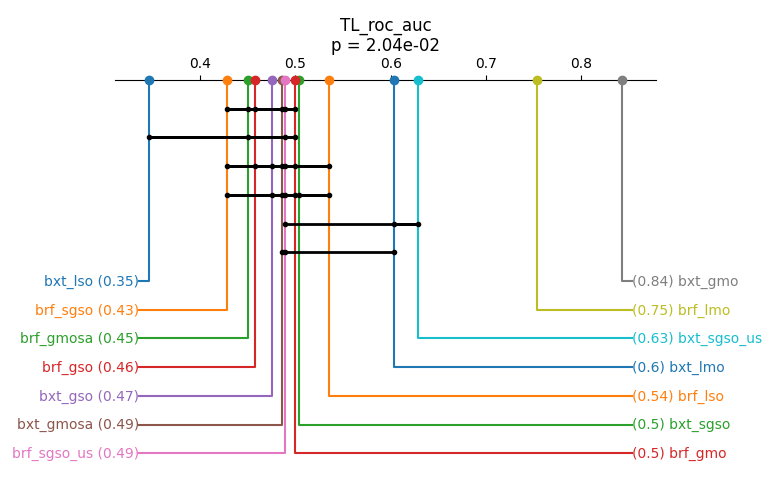 TL_roc_auc
p = 2.04e-02
0.4 0.5 0.6 0.7 0.8
bxt_lso (0.35) (0.84) bxt_gmo
brf_sgso (0.43) (0.75) brf_lmo
brf_gmosa (0.45) (0.63) bxt_sgso_us
brf_gso (0.46) (0.6) bxt_lmo
bxt_gso (0.47) (0.54) brf_lso
bxt_gmosa (0.49) (0.5) bxt_sgso
brf_sgso_us (0.49) (0.5) brf_gmo